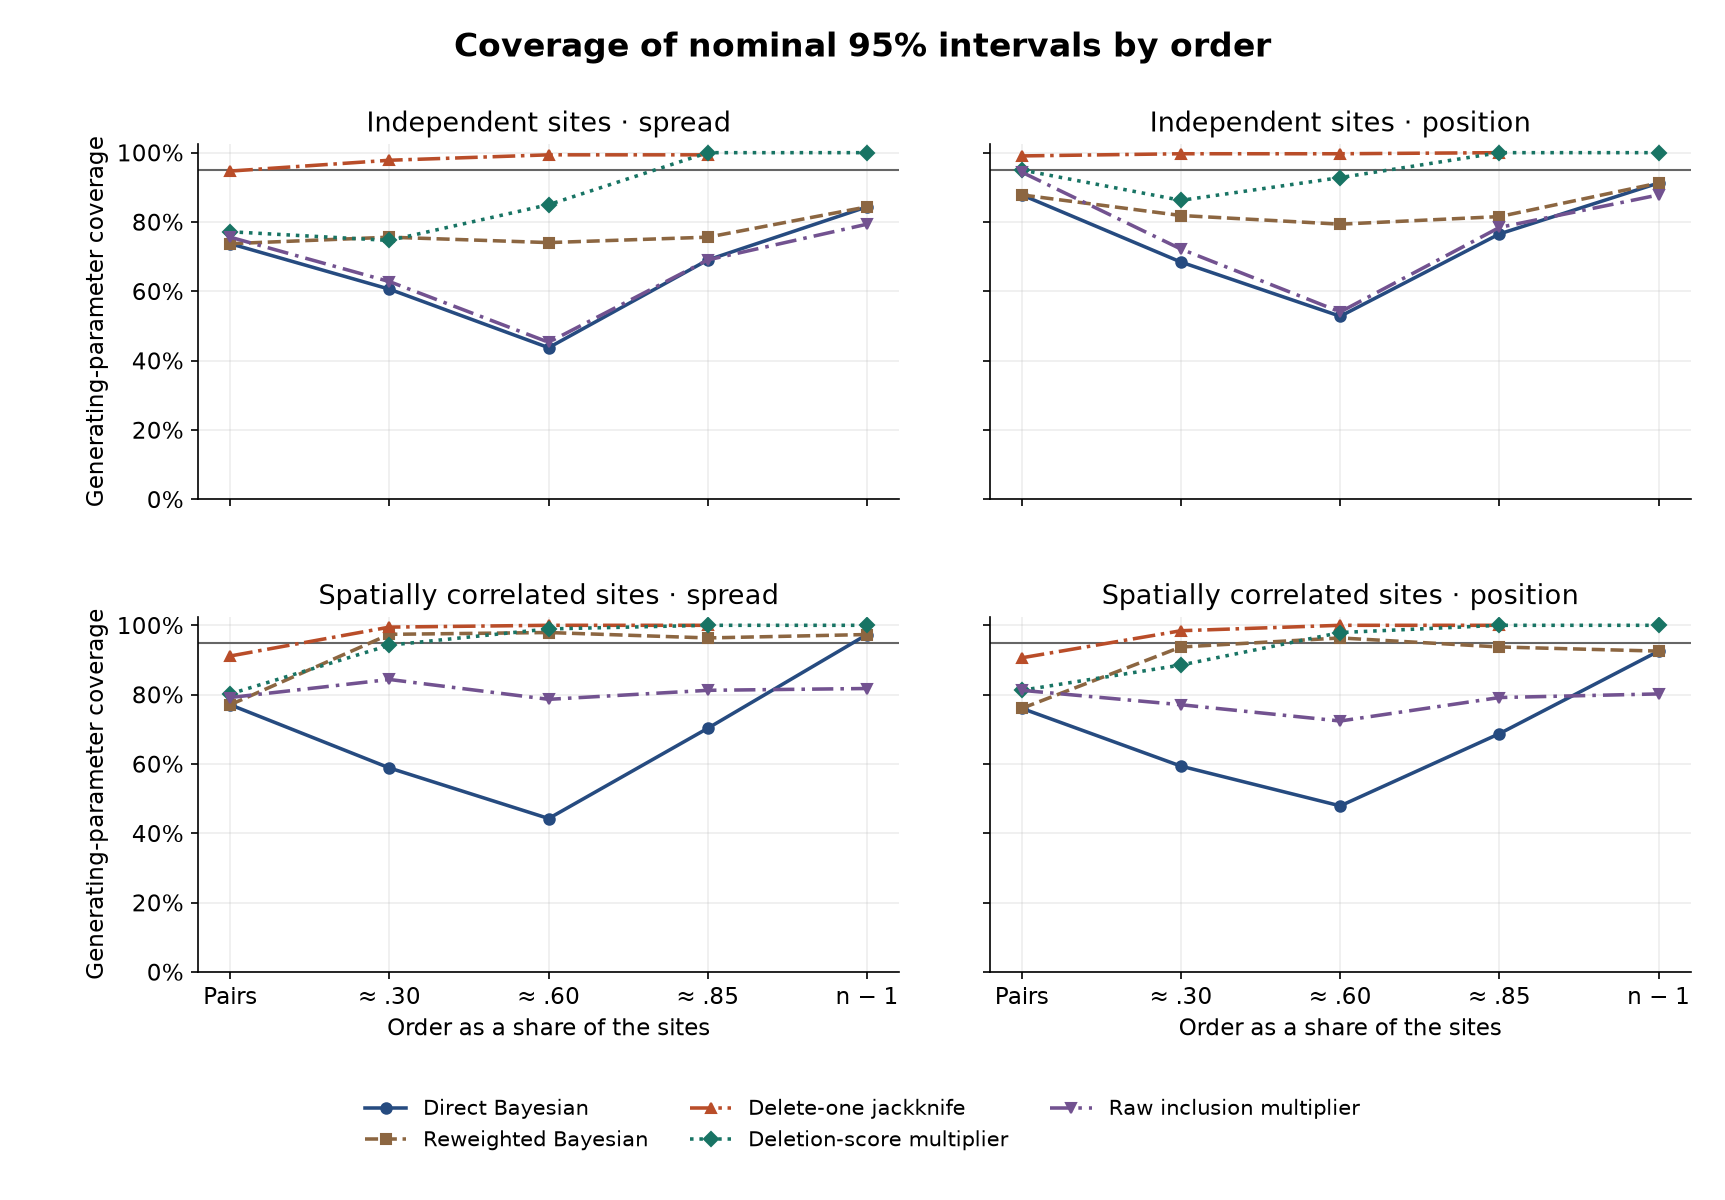 Coverage of nominal 95% intervals by order
Independent sites · spread
Independent sites · position
Generating-parameter coverage
100%
80%
60%
40%
20%
0%
Spatially correlated sites · spread
Spatially correlated sites · position
Generating-parameter coverage
100%
80%
60%
40%
20%
0%
Pairs ≈ .30 ≈ .60 ≈ .85 n − 1
Pairs ≈ .30 ≈ .60 ≈ .85 n − 1
Order as a share of the sites
Order as a share of the sites
Direct Bayesian
Delete-one jackknife
Raw inclusion multiplier
Reweighted Bayesian
Deletion-score multiplier